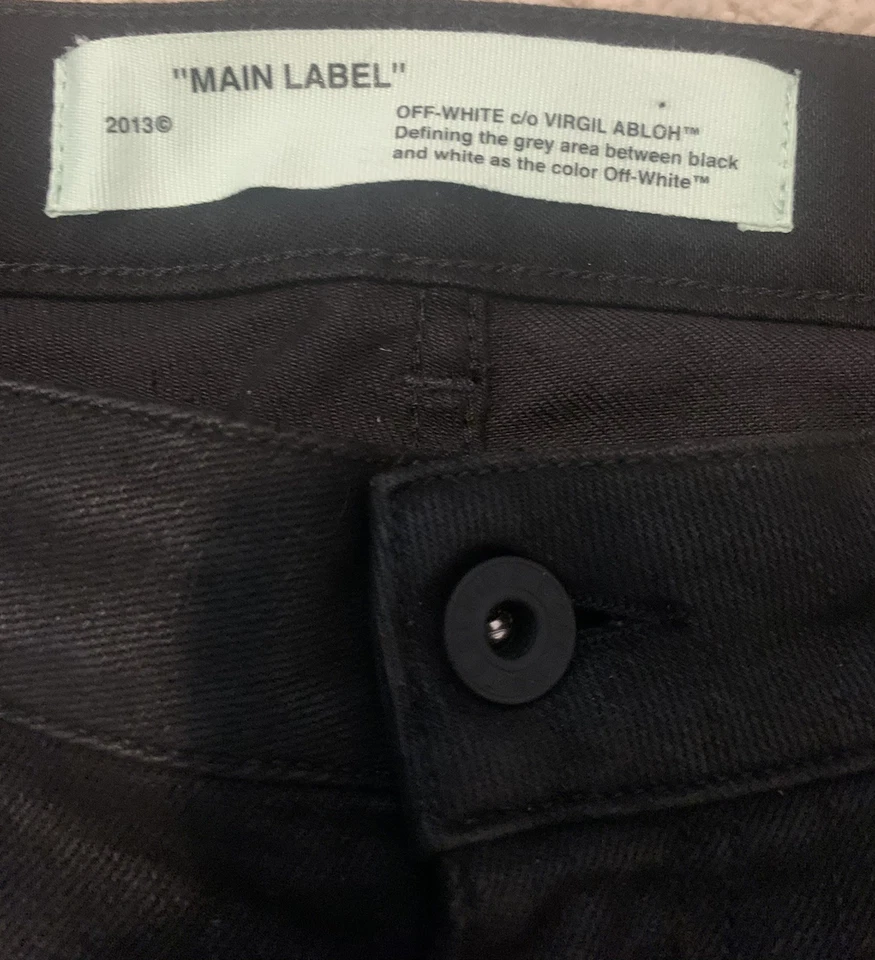 "MAIN LABEL"
2013©
OFF-WHITE c/o VIRGIL ABLOH™
Defining the grey area between black
and white as the color Off-White™